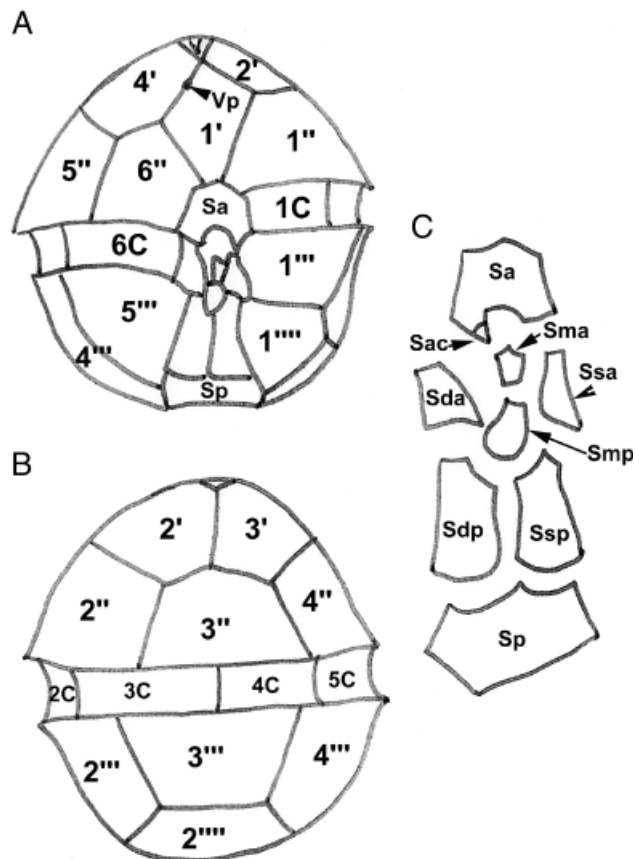 A
4' 2'
Vp
1' 1''
5'' 6''
Sa 1C
6C
1'''
5'''
1''''
4'''
Sp
B
2' 3'
2'' 3'' 4''
2C 3C 4C 5C
2''' 3''' 4'''
2''''
C
Sa
Sac Sma
Sda Ssa
Smp
Sdp Ssp
Sp